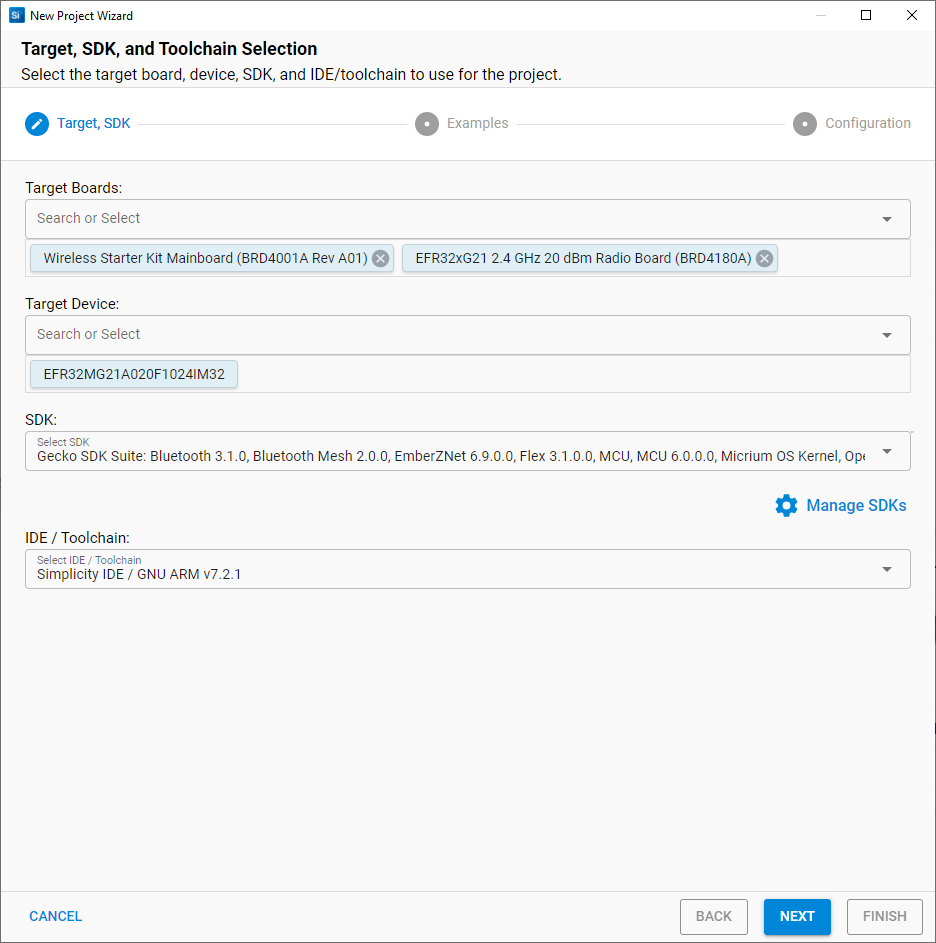 Si New Project Wizard
Target, SDK, and Toolchain Selection
Select the target board, device, SDK, and IDE/toolchain to use for the project.
Target, SDK Examples Configuration
Target Boards:
Search or Select
Wireless Starter Kit Mainboard (BRD4001A Rev A01) EFR32xG21 2.4 GHz 20 dBm Radio Board (BRD4180A)
Target Device:
Search or Select
EFR32MG21A020F1024IM32
SDK:
Select SDK
Gecko SDK Suite: Bluetooth 3.1.0, Bluetooth Mesh 2.0.0, EmberZNet 6.9.0.0, Flex 3.1.0.0, MCU, MCU 6.0.0.0, Micrium OS Kernel, Ope
Manage SDKs
IDE / Toolchain:
Select IDE / Toolchain
Simplicity IDE / GNU ARM v7.2.1
CANCEL BACK NEXT FINISH